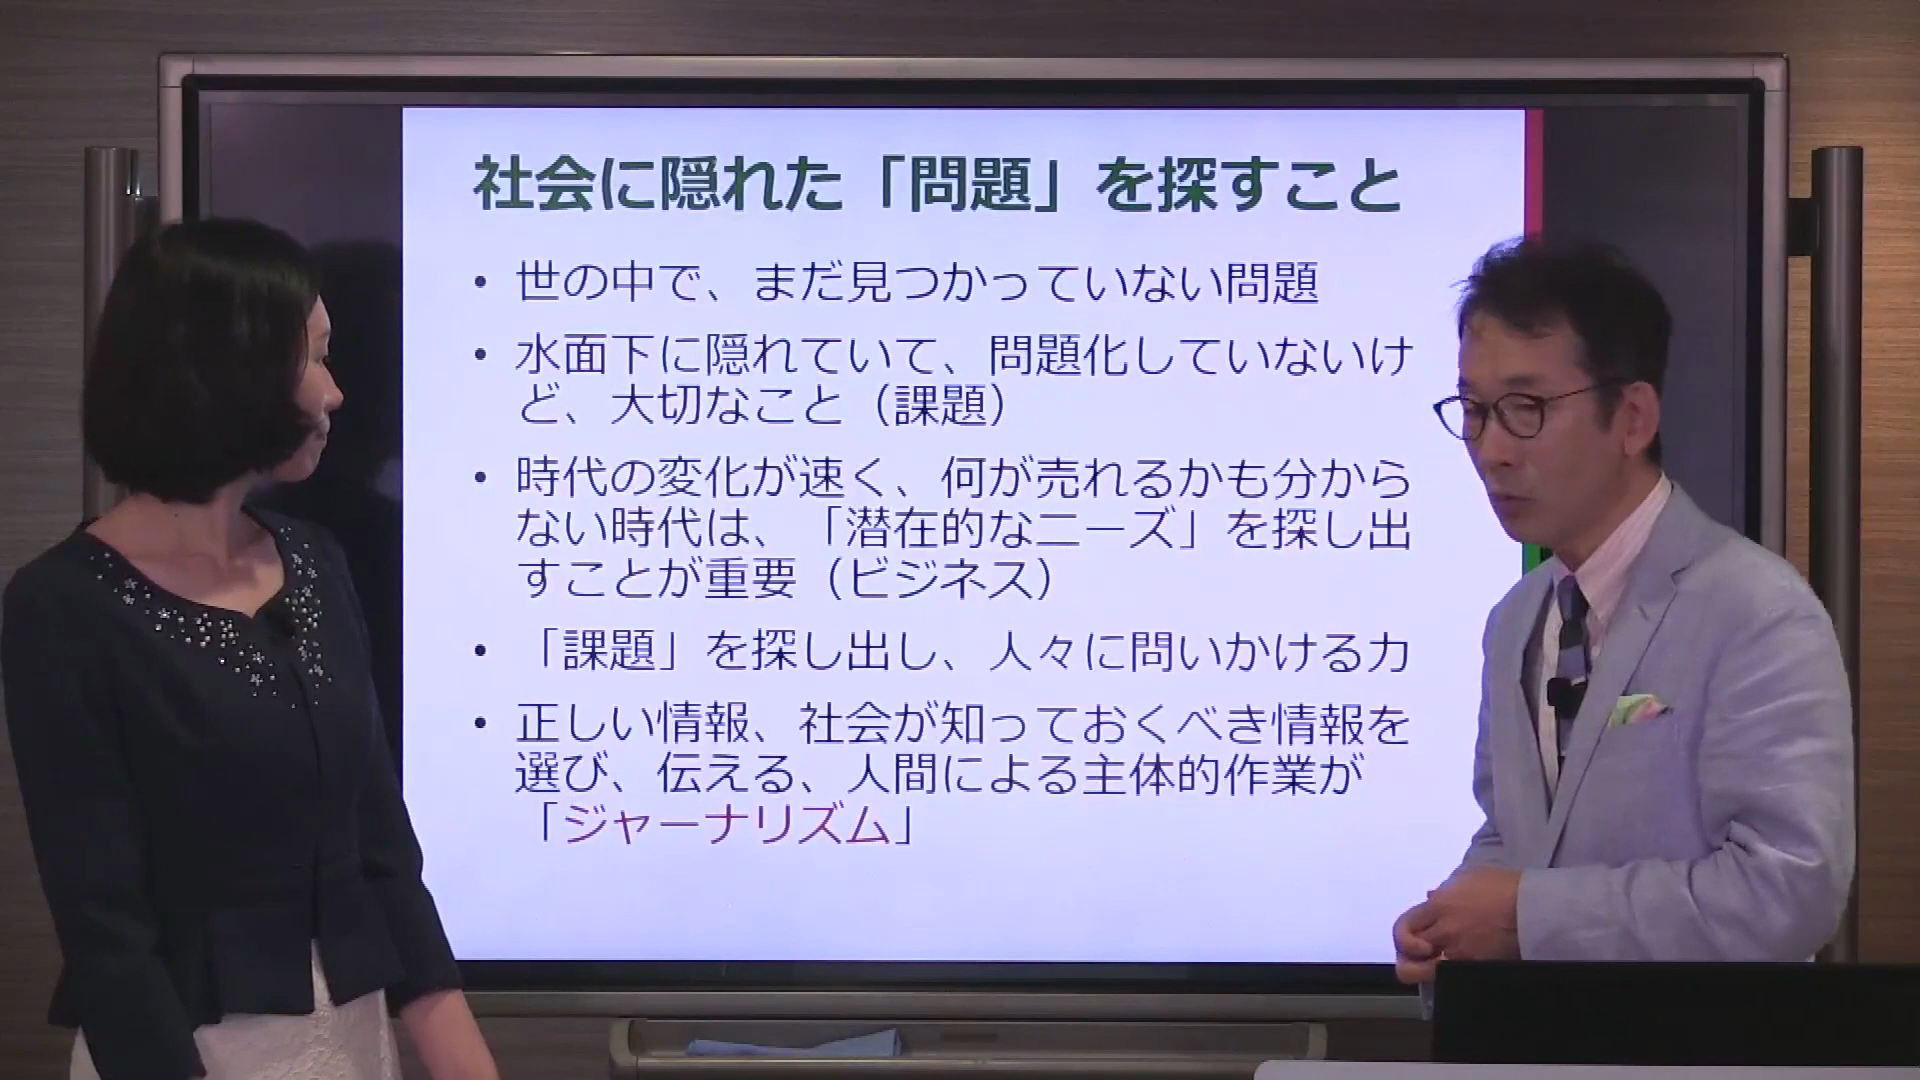 社会に隠れた「問題」を探すこと
・ 世の中で、まだ見つかっていない問題
・ 水面下に隠れていて、問題化していないけ
ど、大切なこと（課題）
・ 時代の変化が速く、何が売れるかも分から
ない時代は、「潜在的なニーズ」を探し出
すことが重要（ビジネス）
・ 「課題」を探し出し、人々に問いかける力
・ 正しい情報、社会が知っておくべき情報を
選び、伝える、人間による主体的作業が
「ジャーナリズム」